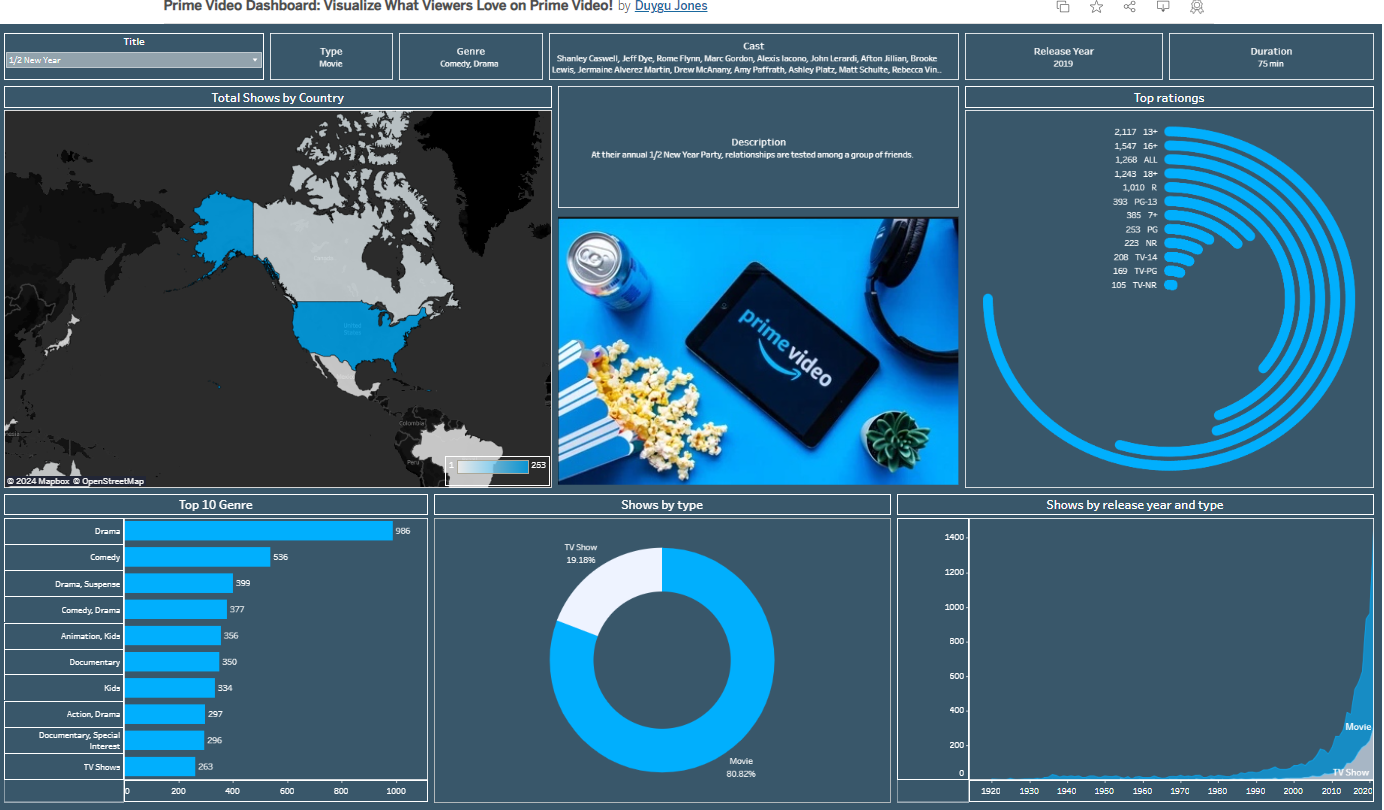 Prime Video Dashboard: Visualize What Viewers Love on Prime Video! by Duygu Jones
Title
1/2 New Year
Type
Movie
Genre
Comedy, Drama
Cast
Shanley Caswell, Jeff Dye, Rome Flynn, Marc Gordon, Alexis Iacono, John Lerardi, Afton Jillian, Brooke
Lewis, Jermaine Alverez Martin, Drew McAnany, Amy Paffrath, Ashley Platz, Matt Schulte, Rebecca Vin..
Release Year
2019
Duration
75 min
Total Shows by Country
Canada
United
States
Colombia
Peru
1 253
© 2024 Mapbox © OpenStreetMap
Description
At their annual 1/2 New Year Party, relationships are tested among a group of friends.
prime video
Top rationgs
2,117 13+
1,547 16+
1,268 ALL
1,243 18+
1,010 R
393 PG-13
385 7+
253 PG
223 NR
208 TV-14
169 TV-PG
105 TV-NR
Top 10 Genre
Drama 986
Comedy 536
Drama, Suspense 399
Comedy, Drama 377
Animation, Kids 356
Documentary 350
Kids 334
Action, Drama 297
Documentary, Special
Interest 296
TV Shows 263
0 200 400 600 800 1000
Shows by type
TV Show
19.18%
Movie
80.82%
Shows by release year and type
1400
1200
1000
800
600
400
200
0
Movie
TV Show
1920 1930 1940 1950 1960 1970 1980 1990 2000 2010 2020